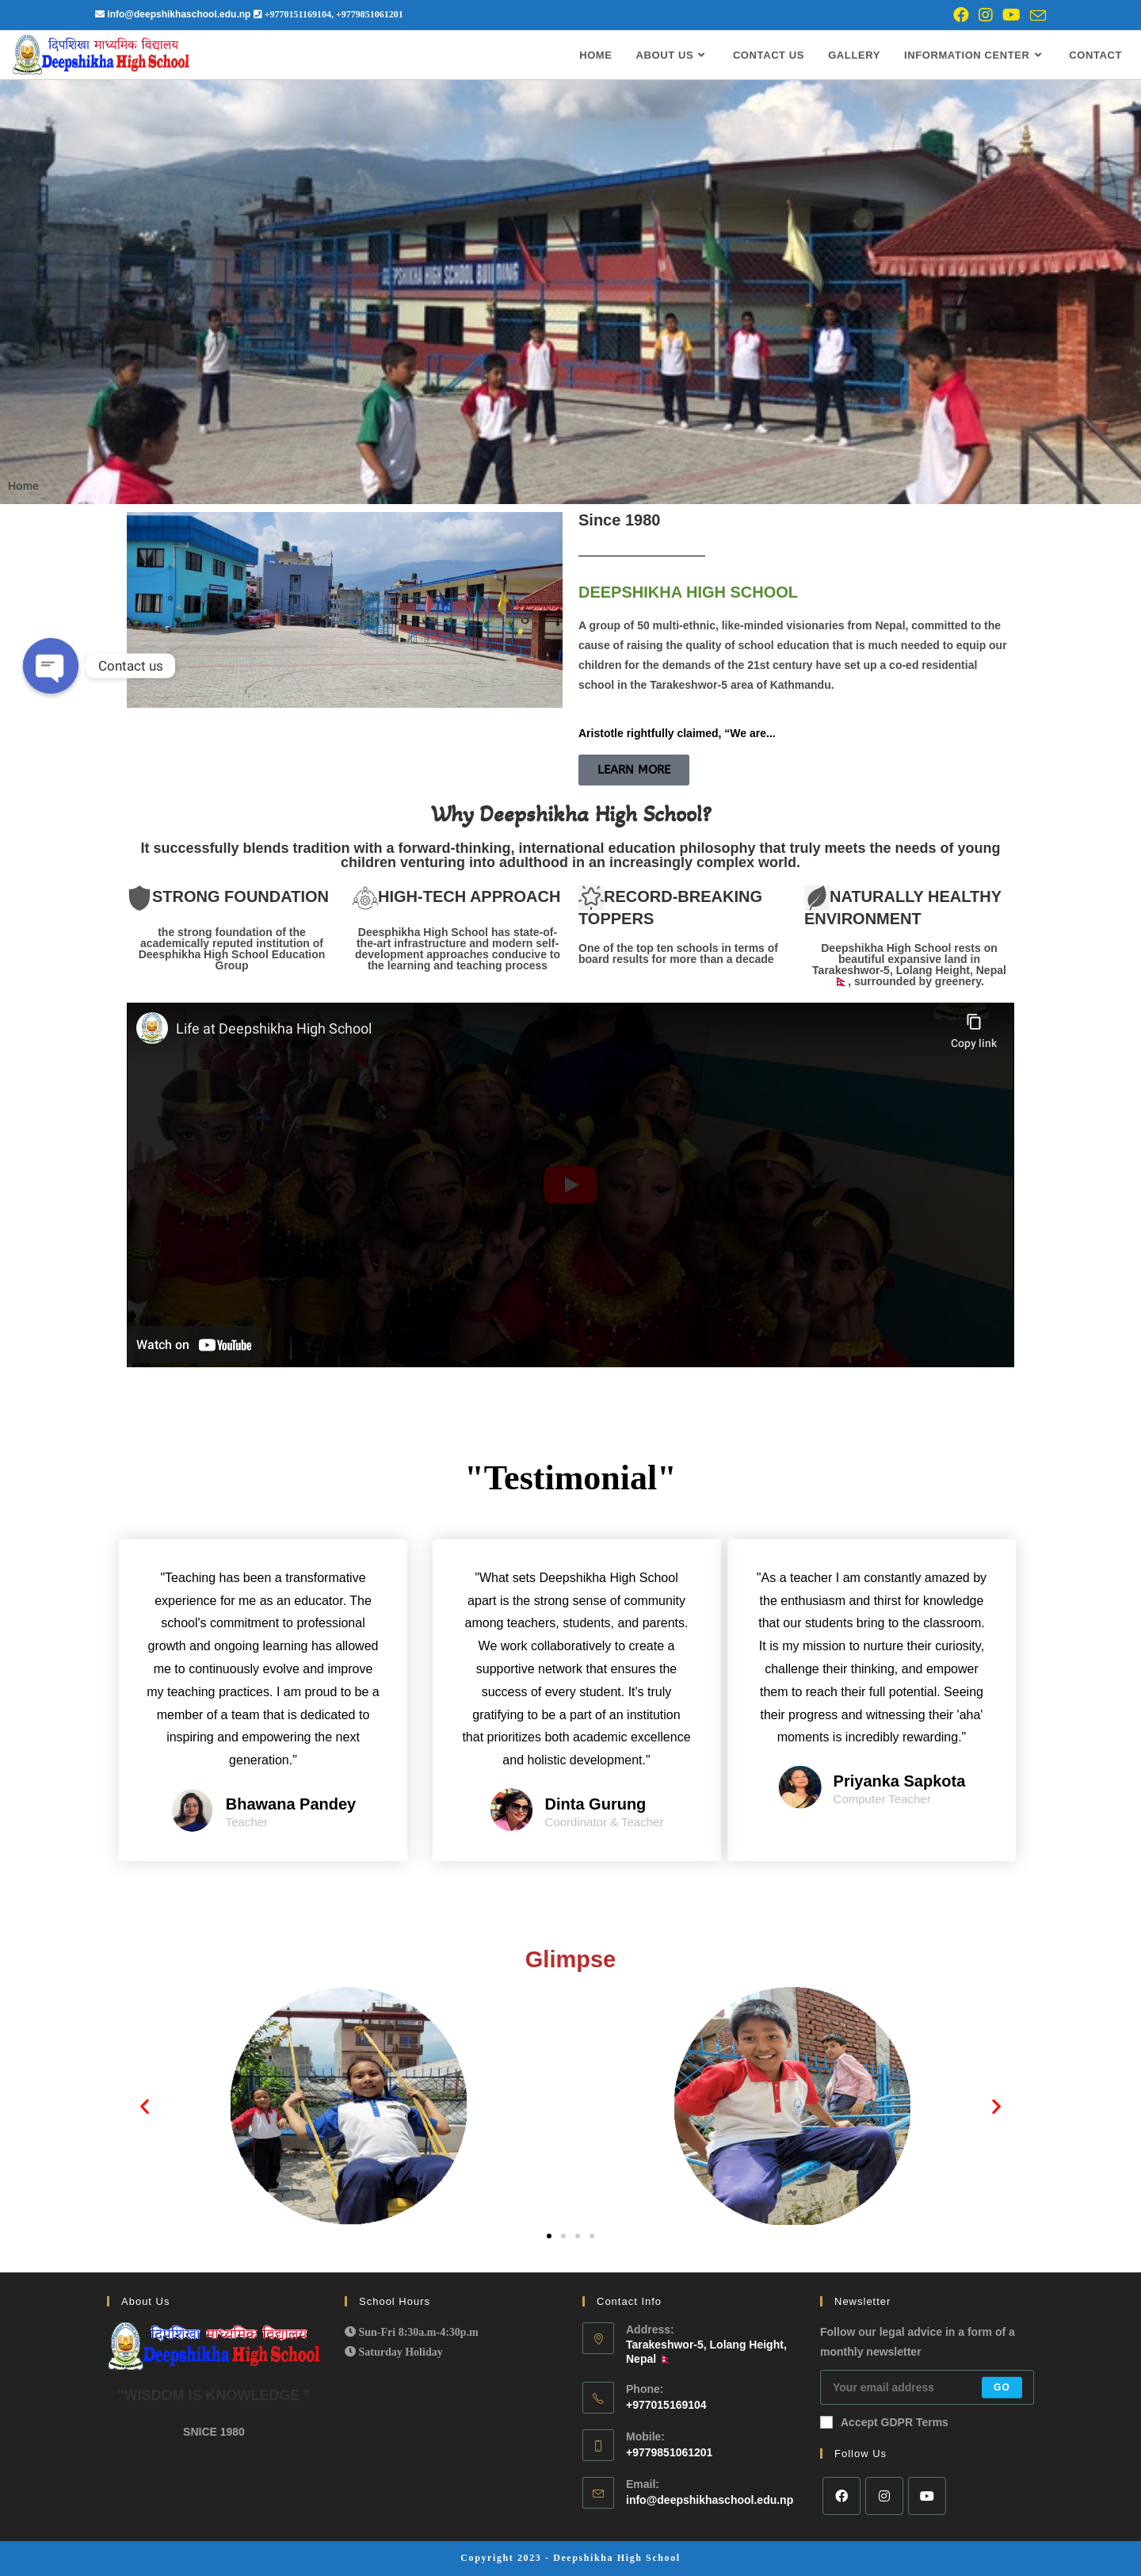 info@deepshikhaschool.edu.np +9770151169104, +9779851061201
दिपशिखा माध्यमिक विद्यालय
Deepshikha High School
HOME ABOUT US CONTACT US GALLERY INFORMATION CENTER CONTACT
DEEPSHIKHA HIGH SCHOOL BUILDING
Home
Since 1980
DEEPSHIKHA HIGH SCHOOL
A group of 50 multi-ethnic, like-minded visionaries from Nepal, committed to the
cause of raising the quality of school education that is much needed to equip our
children for the demands of the 21st century have set up a co-ed residential
school in the Tarakeshwor-5 area of Kathmandu.
Contact us
Aristotle rightfully claimed, “We are...
LEARN MORE
Why Deepshikha High School?
It successfully blends tradition with a forward-thinking, international education philosophy that truly meets the needs of young
children venturing into adulthood in an increasingly complex world.
STRONG FOUNDATION
the strong foundation of the
academically reputed institution of
Deesphikha High School Education
Group
HIGH-TECH APPROACH
Deesphikha High School has state-of-
the-art infrastructure and modern self-
development approaches conducive to
the learning and teaching process
RECORD-BREAKING
TOPPERS
One of the top ten schools in terms of
board results for more than a decade
NATURALLY HEALTHY
ENVIRONMENT
Deepshikha High School rests on
beautiful expansive land in
Tarakeshwor-5, Lolang Height, Nepal
🇳🇵, surrounded by greenery.
Life at Deepshikha High School
Copy link
Watch on YouTube
"Testimonial"
"Teaching has been a transformative
experience for me as an educator. The
school's commitment to professional
growth and ongoing learning has allowed
me to continuously evolve and improve
my teaching practices. I am proud to be a
member of a team that is dedicated to
inspiring and empowering the next
generation."
Bhawana Pandey
Teacher
"What sets Deepshikha High School
apart is the strong sense of community
among teachers, students, and parents.
We work collaboratively to create a
supportive network that ensures the
success of every student. It's truly
gratifying to be a part of an institution
that prioritizes both academic excellence
and holistic development."
Dinta Gurung
Coordinator & Teacher
"As a teacher I am constantly amazed by
the enthusiasm and thirst for knowledge
that our students bring to the classroom.
It is my mission to nurture their curiosity,
challenge their thinking, and empower
them to reach their full potential. Seeing
their progress and witnessing their 'aha'
moments is incredibly rewarding."
Priyanka Sapkota
Computer Teacher
Glimpse
About Us
दिपशिखा माध्यमिक विद्यालय
Deepshikha High School
"WISDOM IS KNOWLEDGE "
SNICE 1980
School Hours
Sun-Fri 8:30a.m-4:30p.m
Saturday Holiday
Contact Info
Address:
Tarakeshwor-5, Lolang Height,
Nepal 🇳🇵
Phone:
+977015169104
Mobile:
+9779851061201
Email:
info@deepshikhaschool.edu.np
Newsletter
Follow our legal advice in a form of a
monthly newsletter
Your email address GO
Accept GDPR Terms
Follow Us
Copyright 2023 - Deepshikha High School